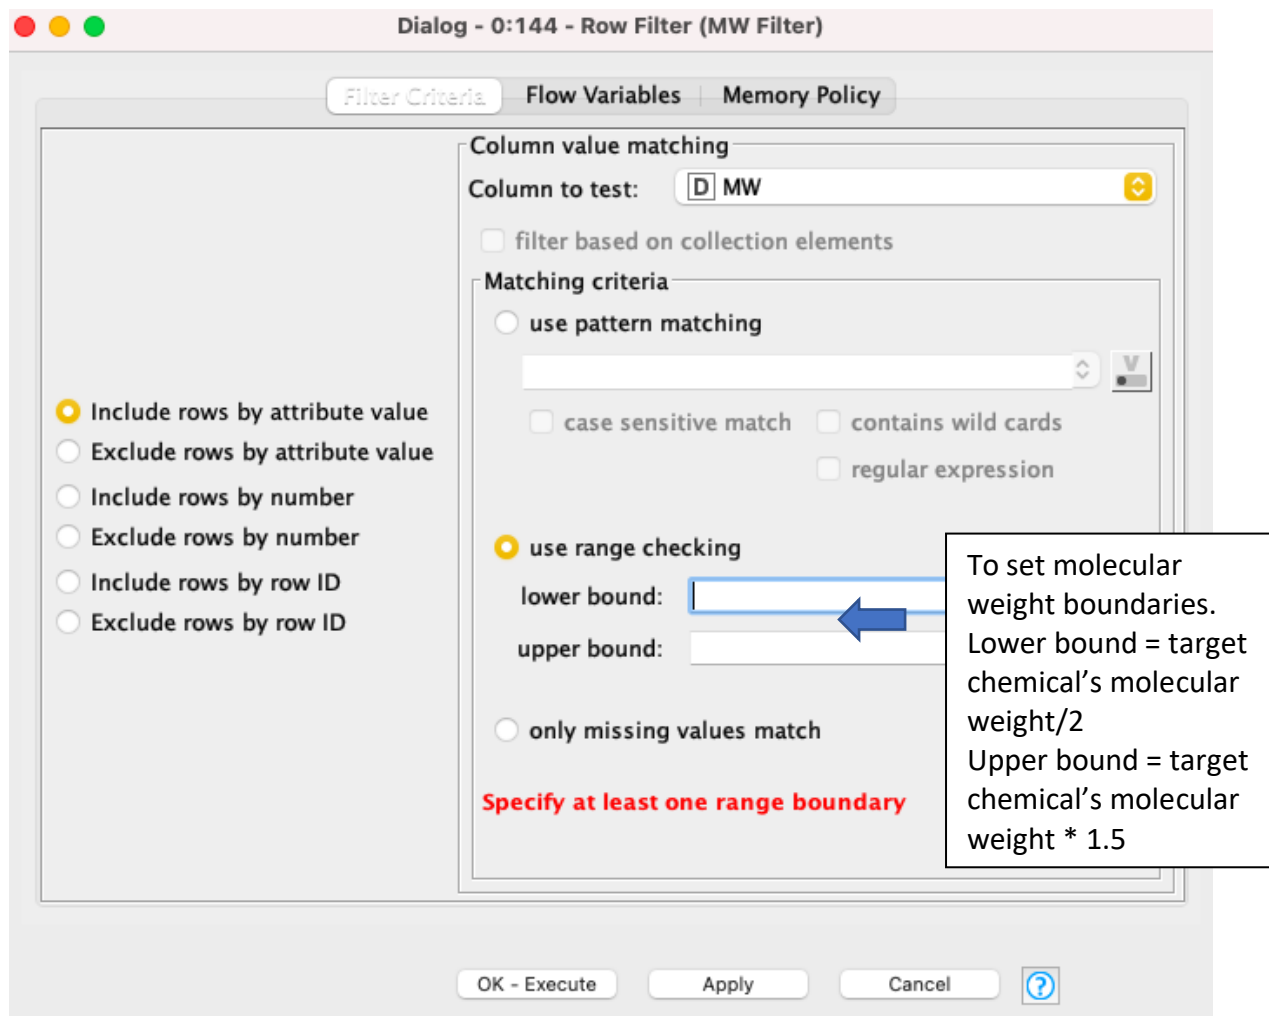 Dialog - 0:144 - Row Filter (MW Filter)
Filter Criteria
Flow Variables
Memory Policy
Column value matching
Column to test:
D MW
filter based on collection elements
Matching criteria
use pattern matching
V
case sensitive match
contains wild cards
regular expression
Include rows by attribute value
Exclude rows by attribute value
Include rows by number
Exclude rows by number
Include rows by row ID
Exclude rows by row ID
use range checking
lower bound:
upper bound:
only missing values match
Specify at least one range boundary
To set molecular
weight boundaries.
Lower bound = target
chemical’s molecular
weight/2
Upper bound = target
chemical’s molecular
weight * 1.5
OK - Execute
Apply
Cancel
?